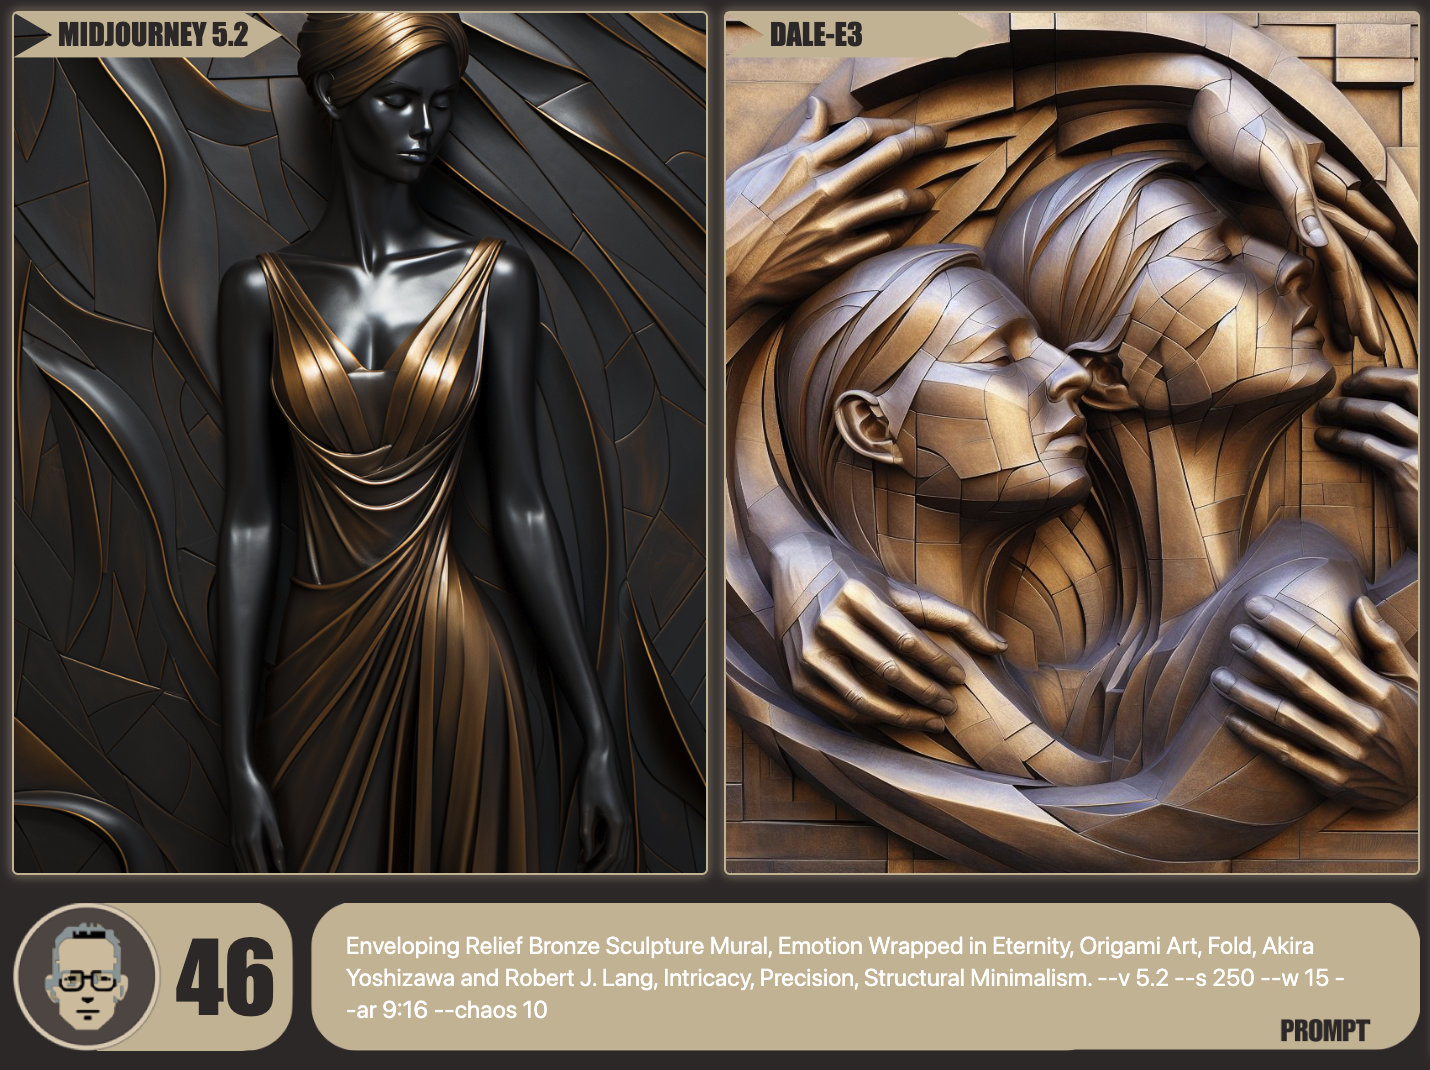 MIDJOURNEY 5.2
DALE-E3
46
Enveloping Relief Bronze Sculpture Mural, Emotion Wrapped in Eternity, Origami Art, Fold, Akira
Yoshizawa and Robert J. Lang, Intricacy, Precision, Structural Minimalism. --v 5.2 --s 250 --w 15 -
-ar 9:16 --chaos 10
PROMPT